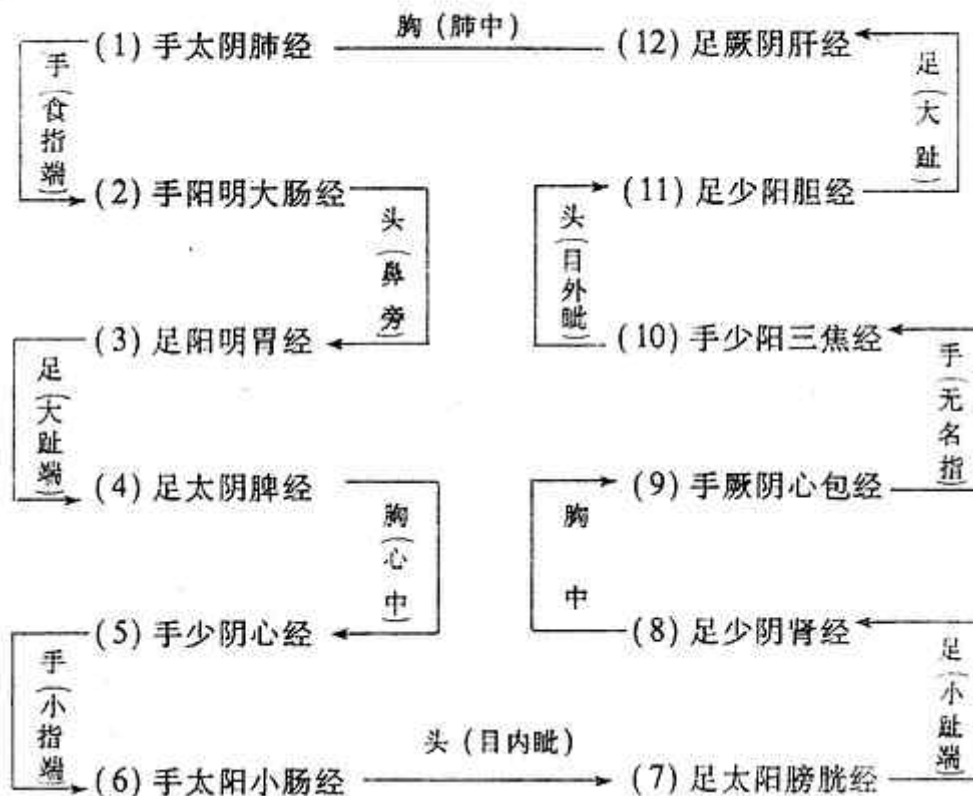 胸（肺中）
(1) 手太阴肺经
(12) 足厥阴肝经
手（食指端）
足（大趾）
(2) 手阳明大肠经
(11) 足少阳胆经
头（鼻旁）
头（目外眦）
(3) 足阳明胃经
(10) 手少阳三焦经
足（大趾端）
手（无名指）
(4) 足太阴脾经
(9) 手厥阴心包经
胸（心中）
胸中
(5) 手少阴心经
(8) 足少阴肾经
手（小指端）
足（小趾端）
头（目内眦）
(6) 手太阳小肠经
(7) 足太阳膀胱经